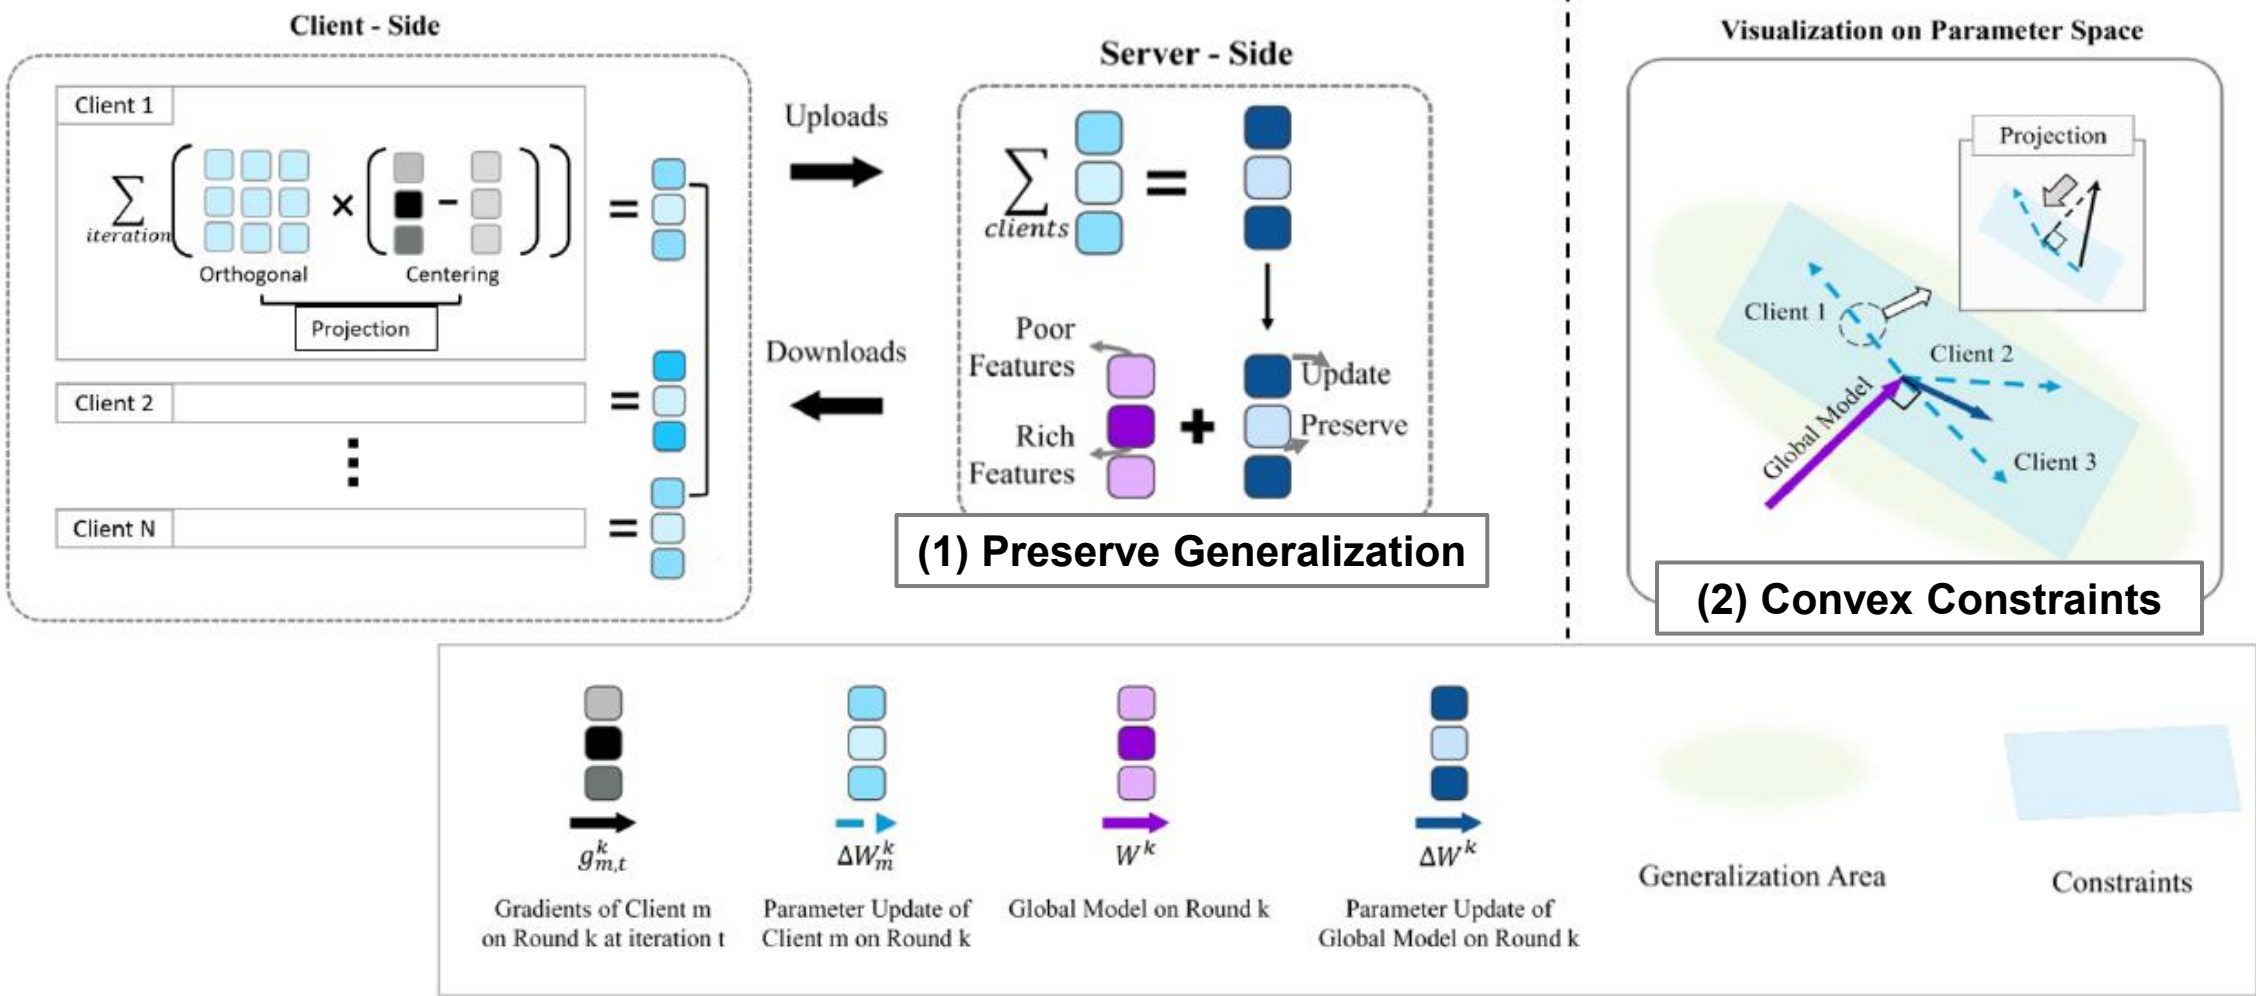 Client - Side
Client 1
∑
iteration
×
-
Orthogonal
Centering
Projection
=
Client 2
=
Client N
=
Uploads
Downloads
Server - Side
∑
clients
=
Poor
Features
Rich
Features
+
Update
Preserve
(1) Preserve Generalization
Visualization on Parameter Space
Projection
Client 1
Client 2
Global Model
Client 3
(2) Convex Constraints
g^k_{m,t}
Gradients of Client m
on Round k at iteration t
ΔW^k_m
Parameter Update of
Client m on Round k
W^k
Global Model on Round k
ΔW^k
Parameter Update of
Global Model on Round k
Generalization Area
Constraints